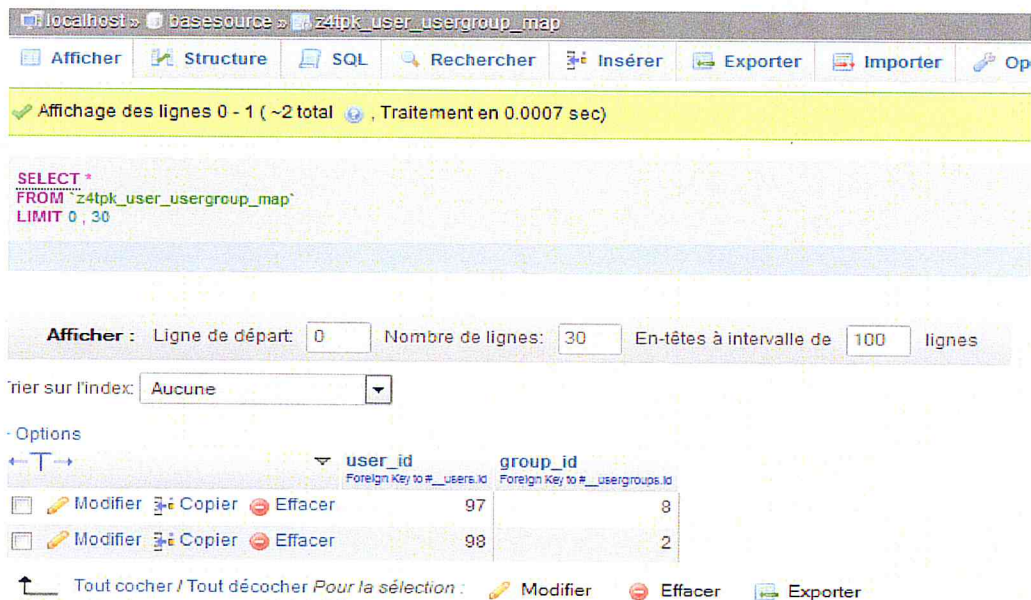 localhost » basesource » z4tpk_user_usergroup_map
Afficher Structure SQL Rechercher Insérer Exporter Importer Op
Affichage des lignes 0 - 1 ( ~2 total , Traitement en 0.0007 sec)
SELECT *
FROM `z4tpk_user_usergroup_map`
LIMIT 0 , 30
Afficher : Ligne de départ: 0 Nombre de lignes: 30 En-têtes à intervalle de 100 lignes
rier sur l'index: Aucune
- Options
←T→ user_id group_id
Foreign Key to #__users.id Foreign Key to #__usergroups.id
Modifier Copier Effacer 97 8
Modifier Copier Effacer 98 2
Tout cocher / Tout décocher Pour la sélection : Modifier Effacer Exporter